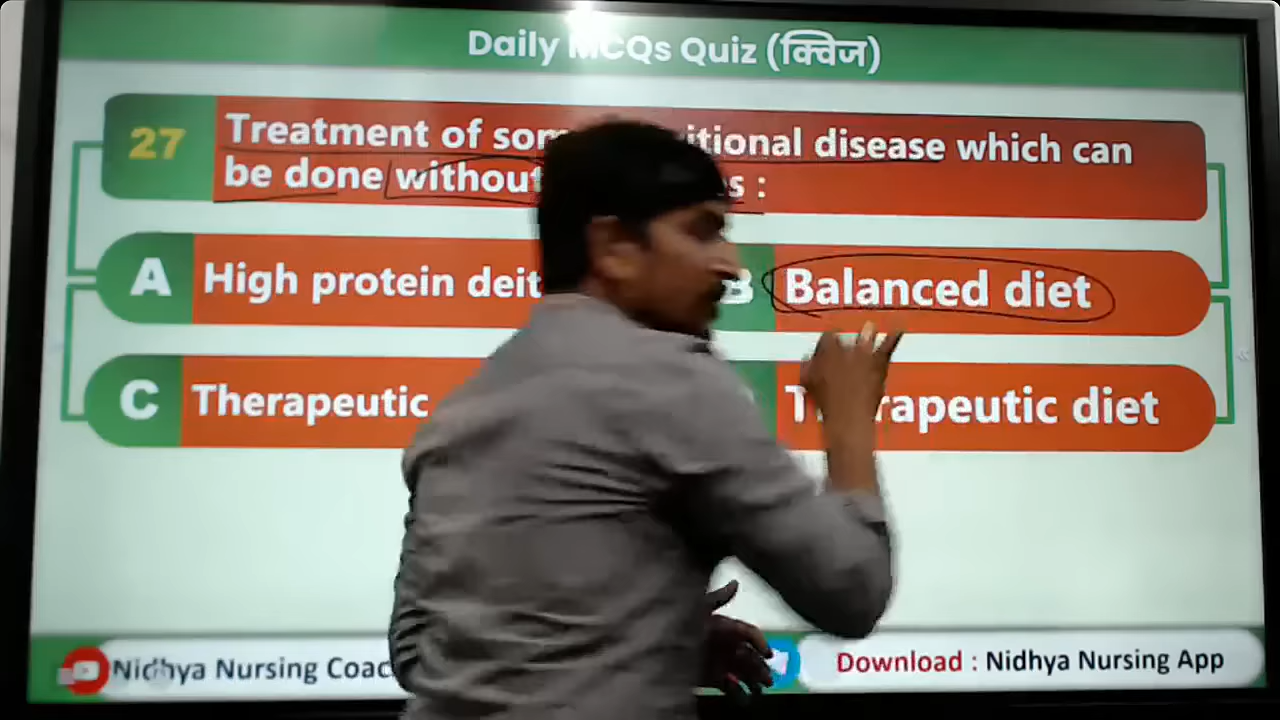 Daily MCQs Quiz (क्विज)
27
Treatment of som itional disease which can
be done without s :
A High protein deit
B Balanced diet
C Therapeutic
rapeutic diet
Nidhya Nursing Coac
Download : Nidhya Nursing App